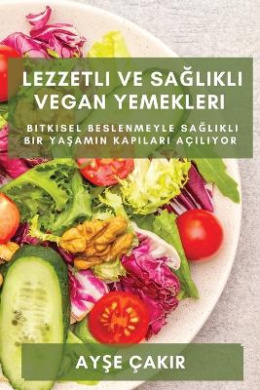 LEZZETLI VE SAĞLIKLI
VEGAN YEMEKLERI
BITKISEL BESLENMEYLE SAĞLIKLI
BIR YAŞAMIN KAPILARI AÇILIYOR
AYŞE ÇAKIR